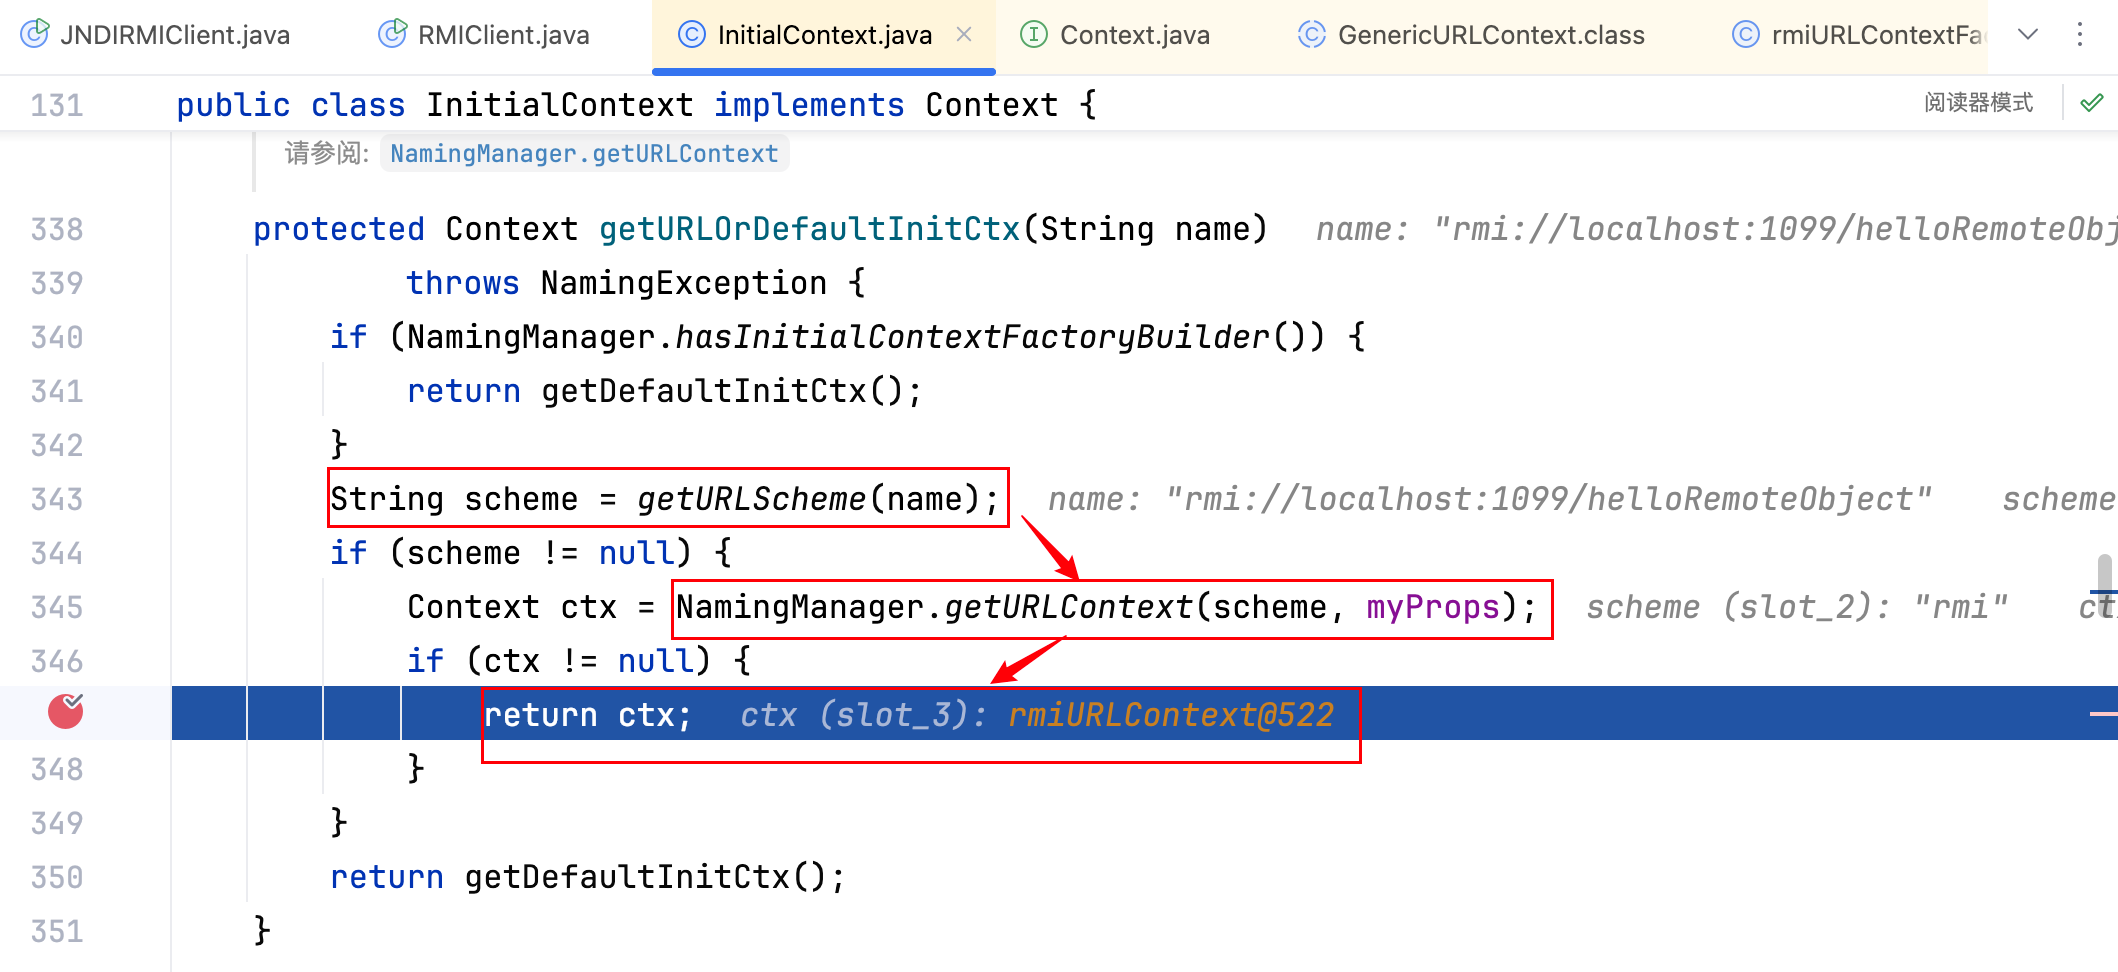 JNDIRMIClient.java RMIClient.java InitialContext.java Context.java GenericURLContext.class rmiURLContextFac
131 public class InitialContext implements Context { 阅读器模式
请参阅: NamingManager.getURLContext
338 protected Context getURLOrDefaultInitCtx(String name) name: "rmi://localhost:1099/helloRemoteObj
339 throws NamingException {
340 if (NamingManager.hasInitialContextFactoryBuilder()) {
341 return getDefaultInitCtx();
342 }
343 String scheme = getURLScheme(name); name: "rmi://localhost:1099/helloRemoteObject" scheme
344 if (scheme != null) {
345 Context ctx = NamingManager.getURLContext(scheme, myProps); scheme (slot_2): "rmi" ct
346 if (ctx != null) {
return ctx; ctx (slot_3): rmiURLContext@522
348 }
349 }
350 return getDefaultInitCtx();
351 }